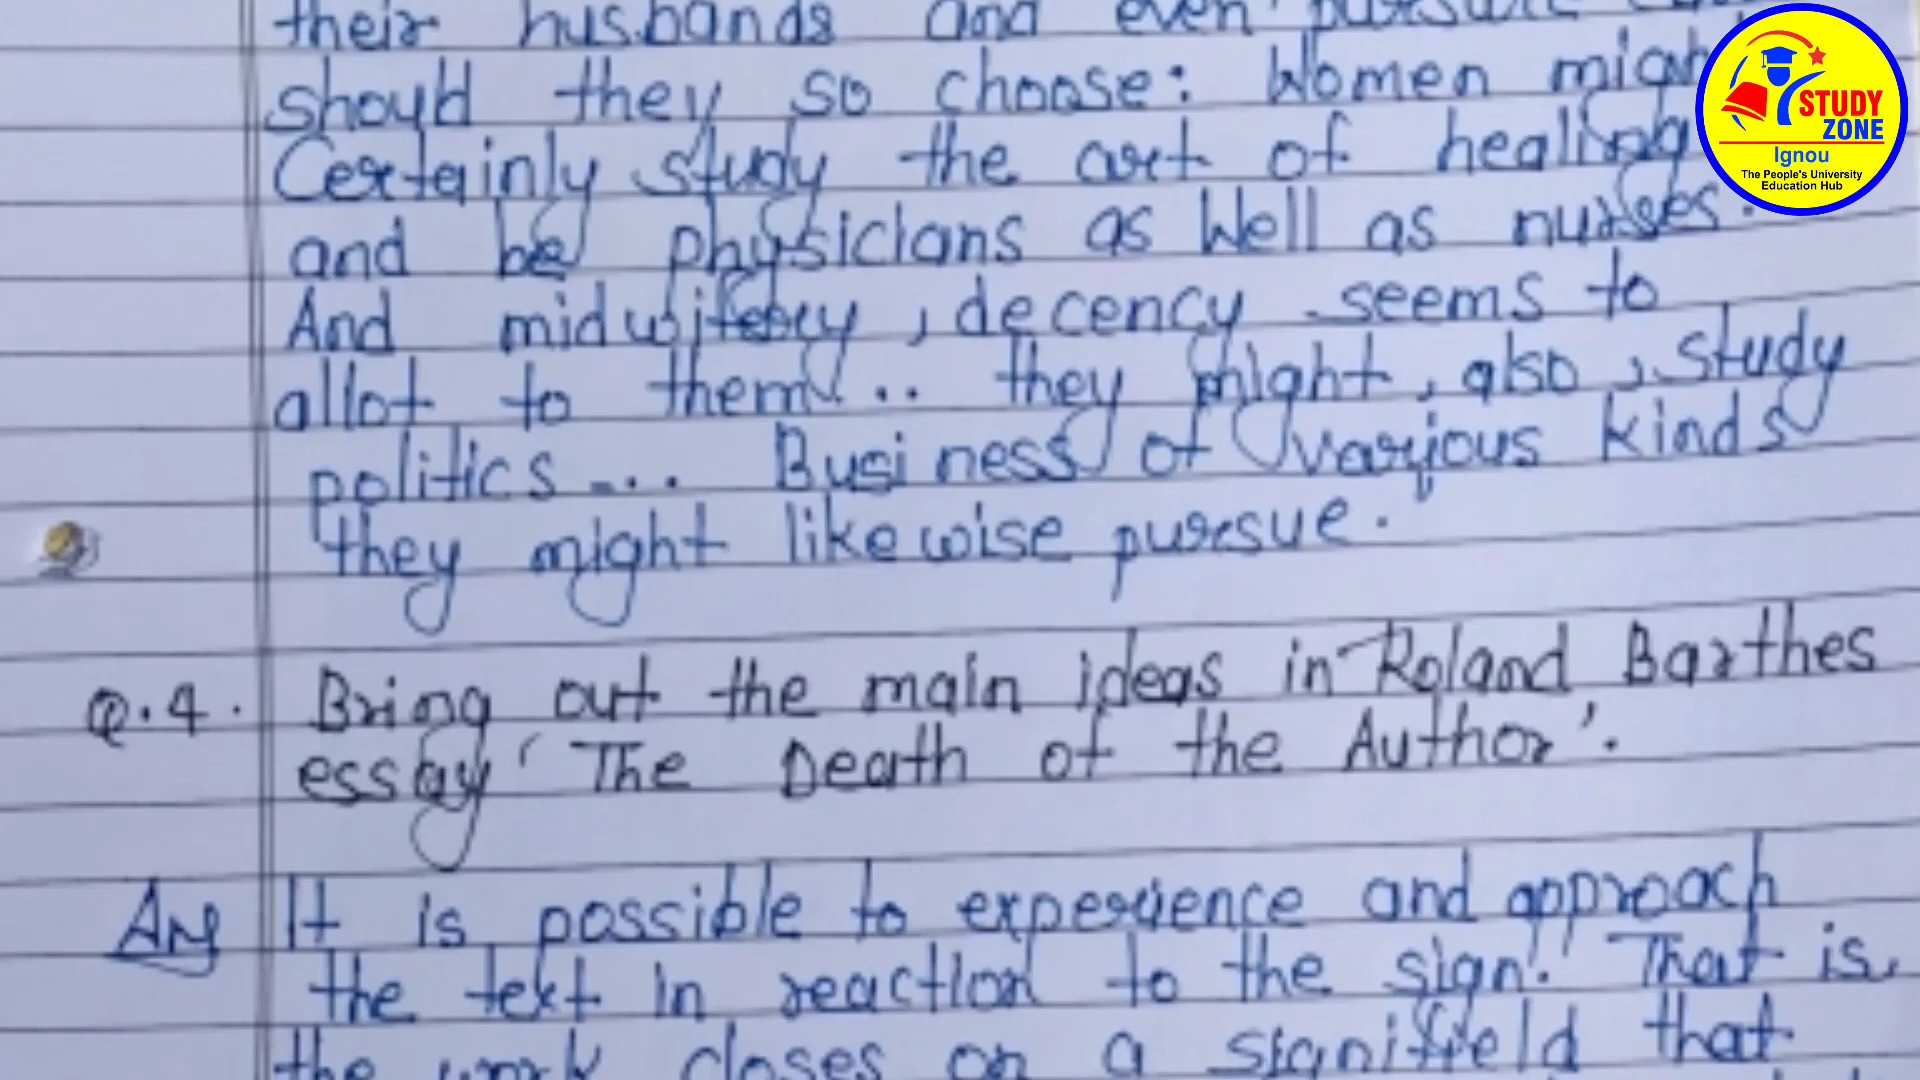 their husbands and even
should they so choose: Women might
Certainly study the art of healing
and be physicians as well as nurses.
And midwifery, decency seems to
allot to them... they might, also, study
politics.... Business of various kinds
they might likewise pursue.
Q.4. Bring out the main ideas in Roland Barthes
essay 'The Death of the Author'.
Ans It is possible to experience and approach
the text in reaction to the sign. That is,
the work closes on a signifield that
STUDY
ZONE
Ignou
The People's University
Education Hub